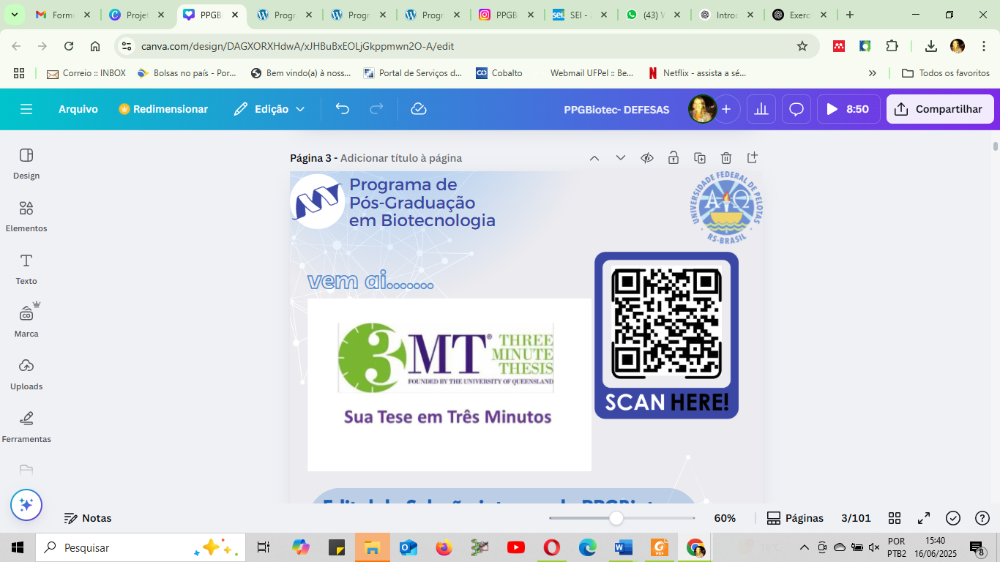 Form
Projet
PPGB
Progr
Progr
Progr
PPGB
SEI -
(43) W
Introd
Exerc
canva.com/design/DAGXORXHdwA/xJHBuBxEOLjGkppmwn2O-A/edit
Correio :: INBOX
Bolsas no país - Por...
Bem vindo(a) à noss...
Portal de Serviços d...
Cobalto
Webmail UFPel :: Be...
Netflix - assista a sé...
Todos os favoritos
Arquivo
Redimensionar
Edição
PPGBiotec- DEFESAS
8:50
Compartilhar
Design
Elementos
Texto
Marca
Uploads
Ferramentas
Página 3 - Adicionar título à página
Programa de
Pós-Graduação
em Biotecnologia
UNIVERSIDADE FEDERAL DE PELOTAS
RS-BRASIL
vem ai.......
3MT® THREE
MINUTE
THESIS
FOUNDED BY THE UNIVERSITY OF QUEENSLAND
Sua Tese em Três Minutos
SCAN HERE!
Notas
60%
Páginas
3/101
Pesquisar
POR
PTB2
15:40
16/06/2025
8